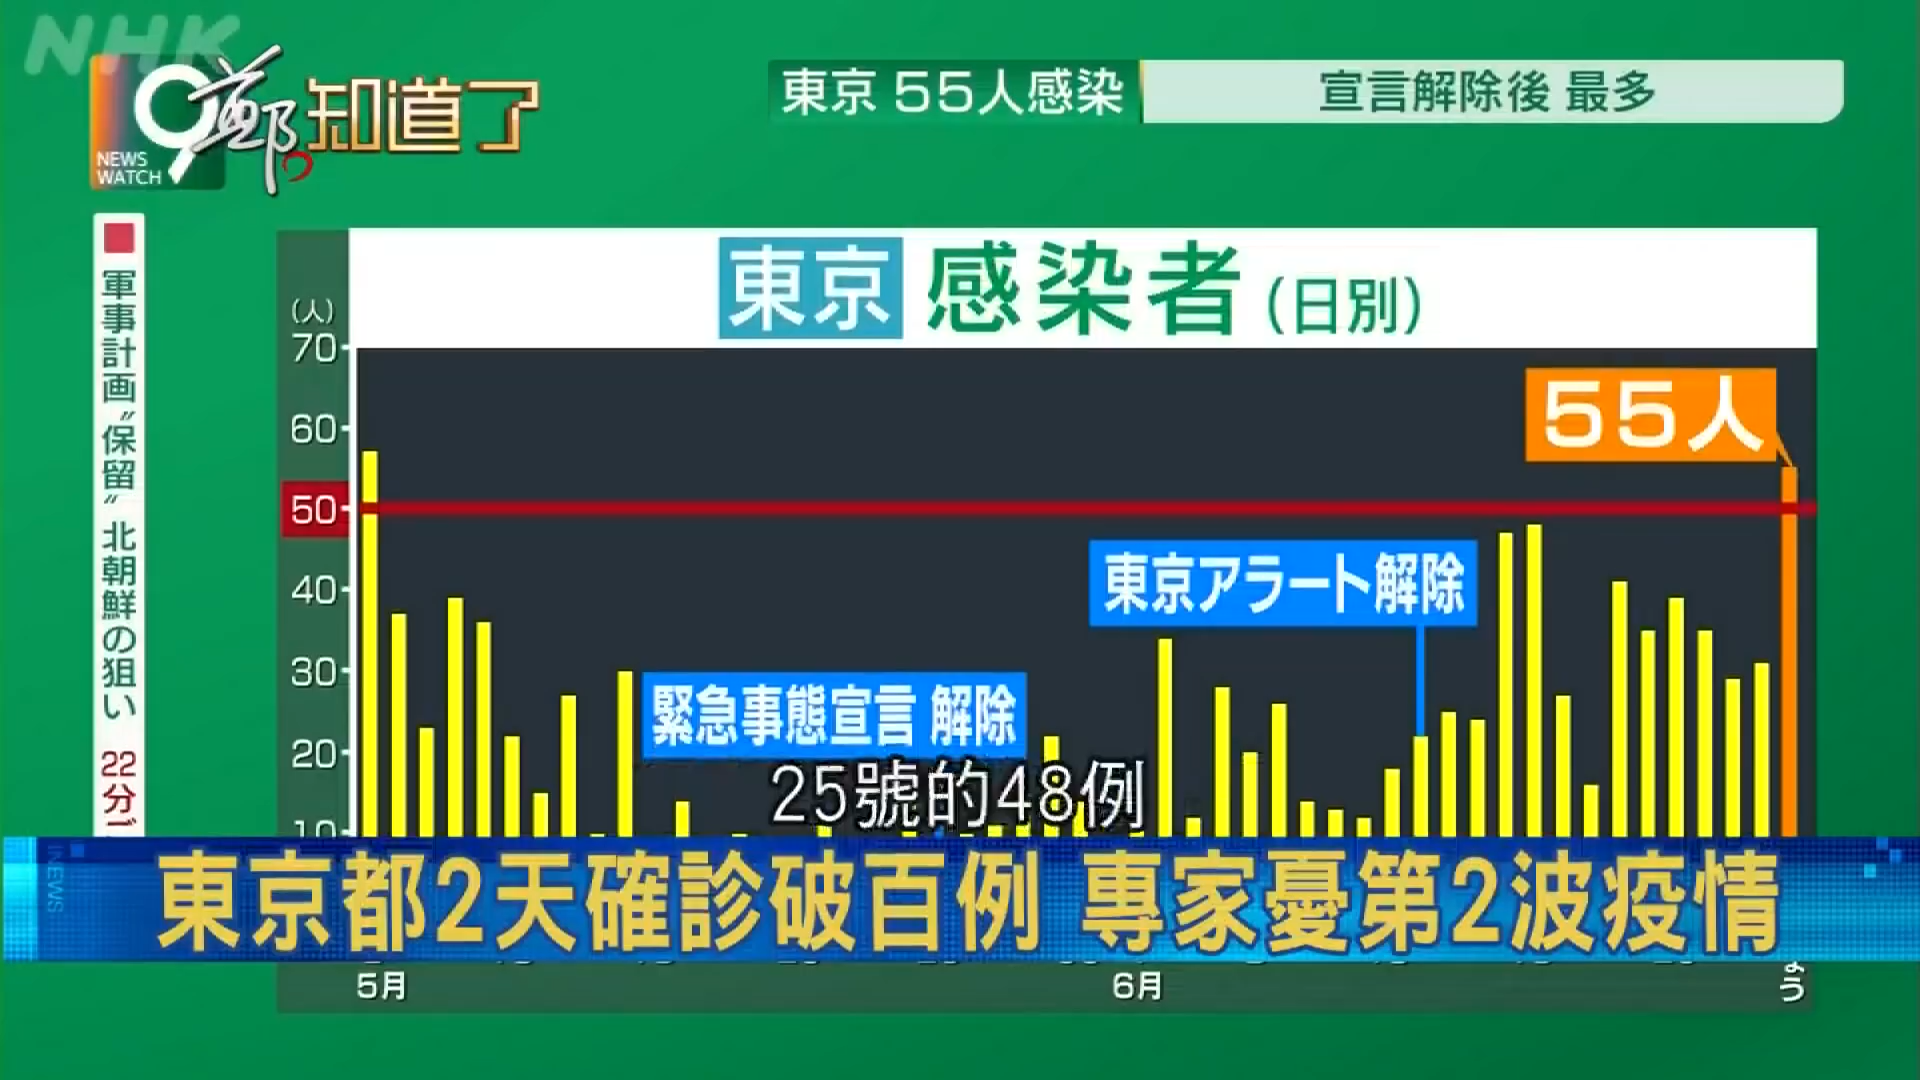 NHK
NEWS
WATCH
9
鄭知道了
東京 55人感染
宣言解除後 最多
軍事計画〝保留〟北朝鮮の狙い 22分
東京 感染者(日別)
(人)
70
60
50
40
30
20
10
55人
東京アラート解除
緊急事態宣言 解除
25號的48例
iNEWS
東京都2天確診破百例 專家憂第2波疫情
5月
6月